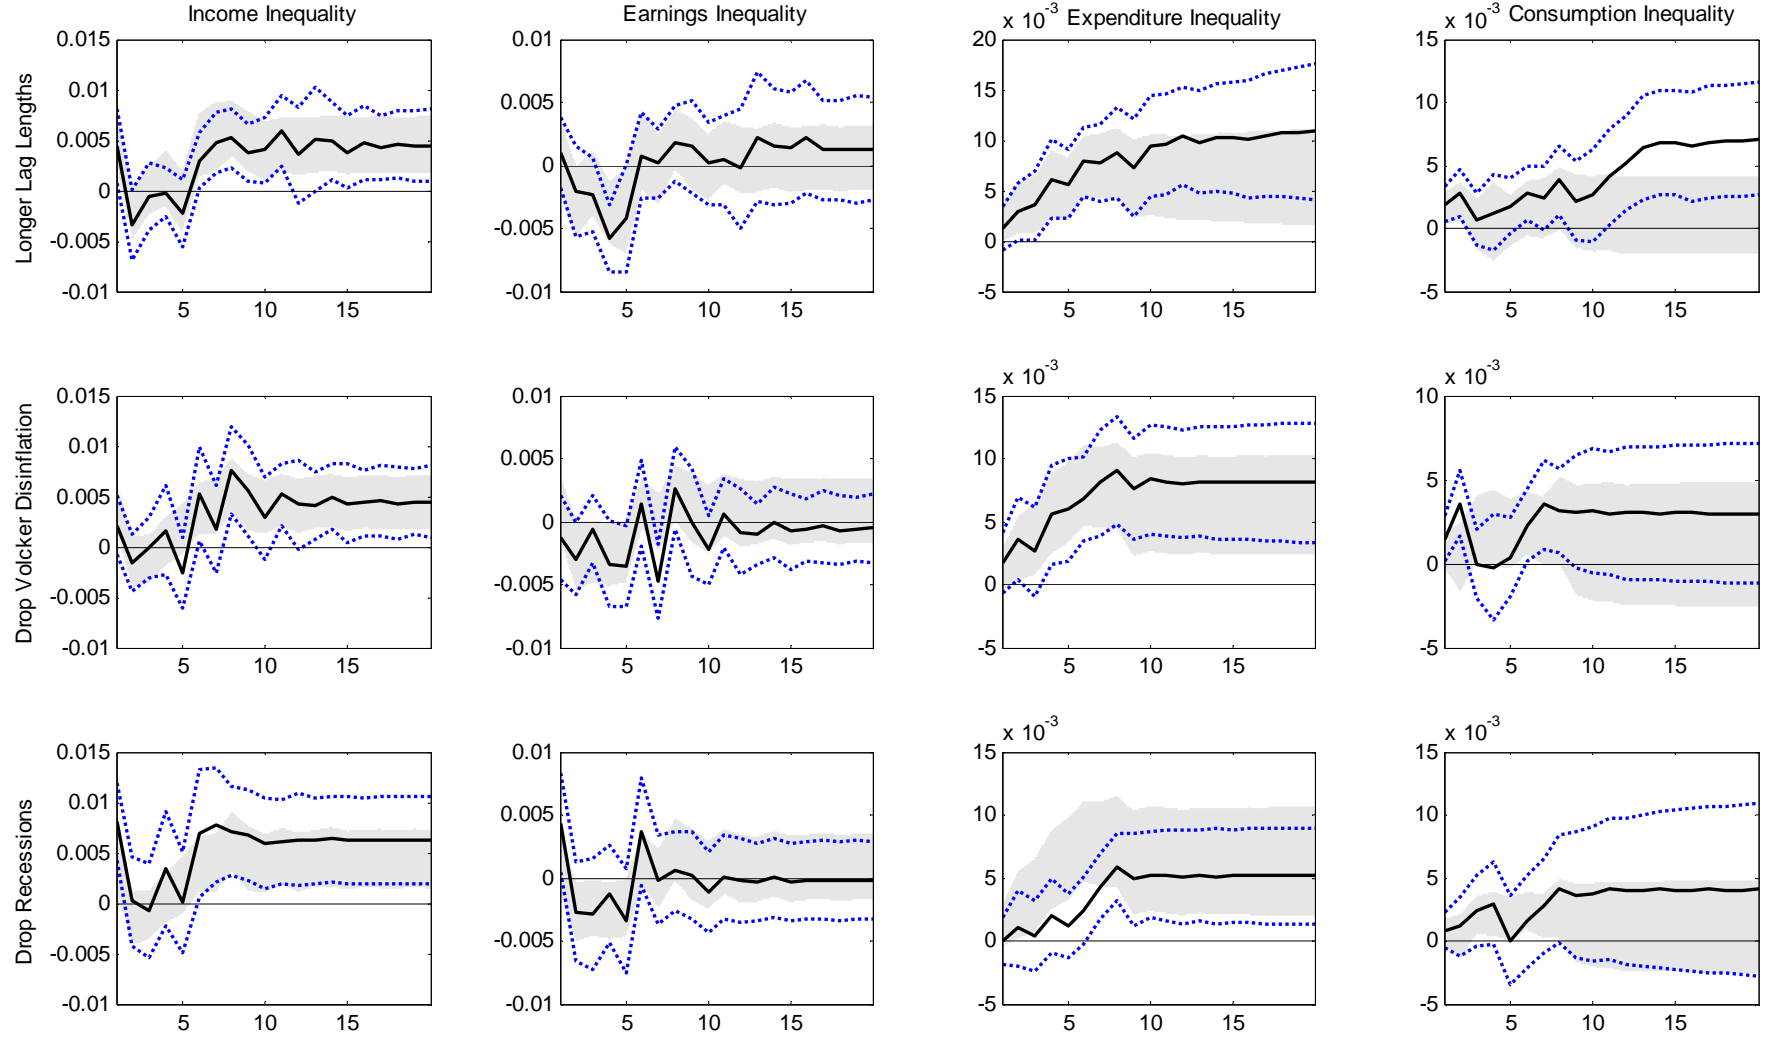 Income Inequality
Earnings Inequality
x 10^-3 Expenditure Inequality
x 10^-3 Consumption Inequality
Longer Lag Lengths
0.015
0.01
0.005
0
-0.005
-0.01
5 10 15
0.01
0.005
0
-0.005
-0.01
5 10 15
20
15
10
5
0
-5
5 10 15
15
10
5
0
-5
5 10 15
Drop Volcker Disinflation
0.015
0.01
0.005
0
-0.005
-0.01
5 10 15
0.01
0.005
0
-0.005
-0.01
5 10 15
x 10^-3
15
10
5
0
-5
5 10 15
x 10^-3
10
5
0
-5
5 10 15
Drop Recessions
0.015
0.01
0.005
0
-0.005
-0.01
5 10 15
0.01
0.005
0
-0.005
-0.01
5 10 15
x 10^-3
15
10
5
0
-5
5 10 15
x 10^-3
15
10
5
0
-5
5 10 15